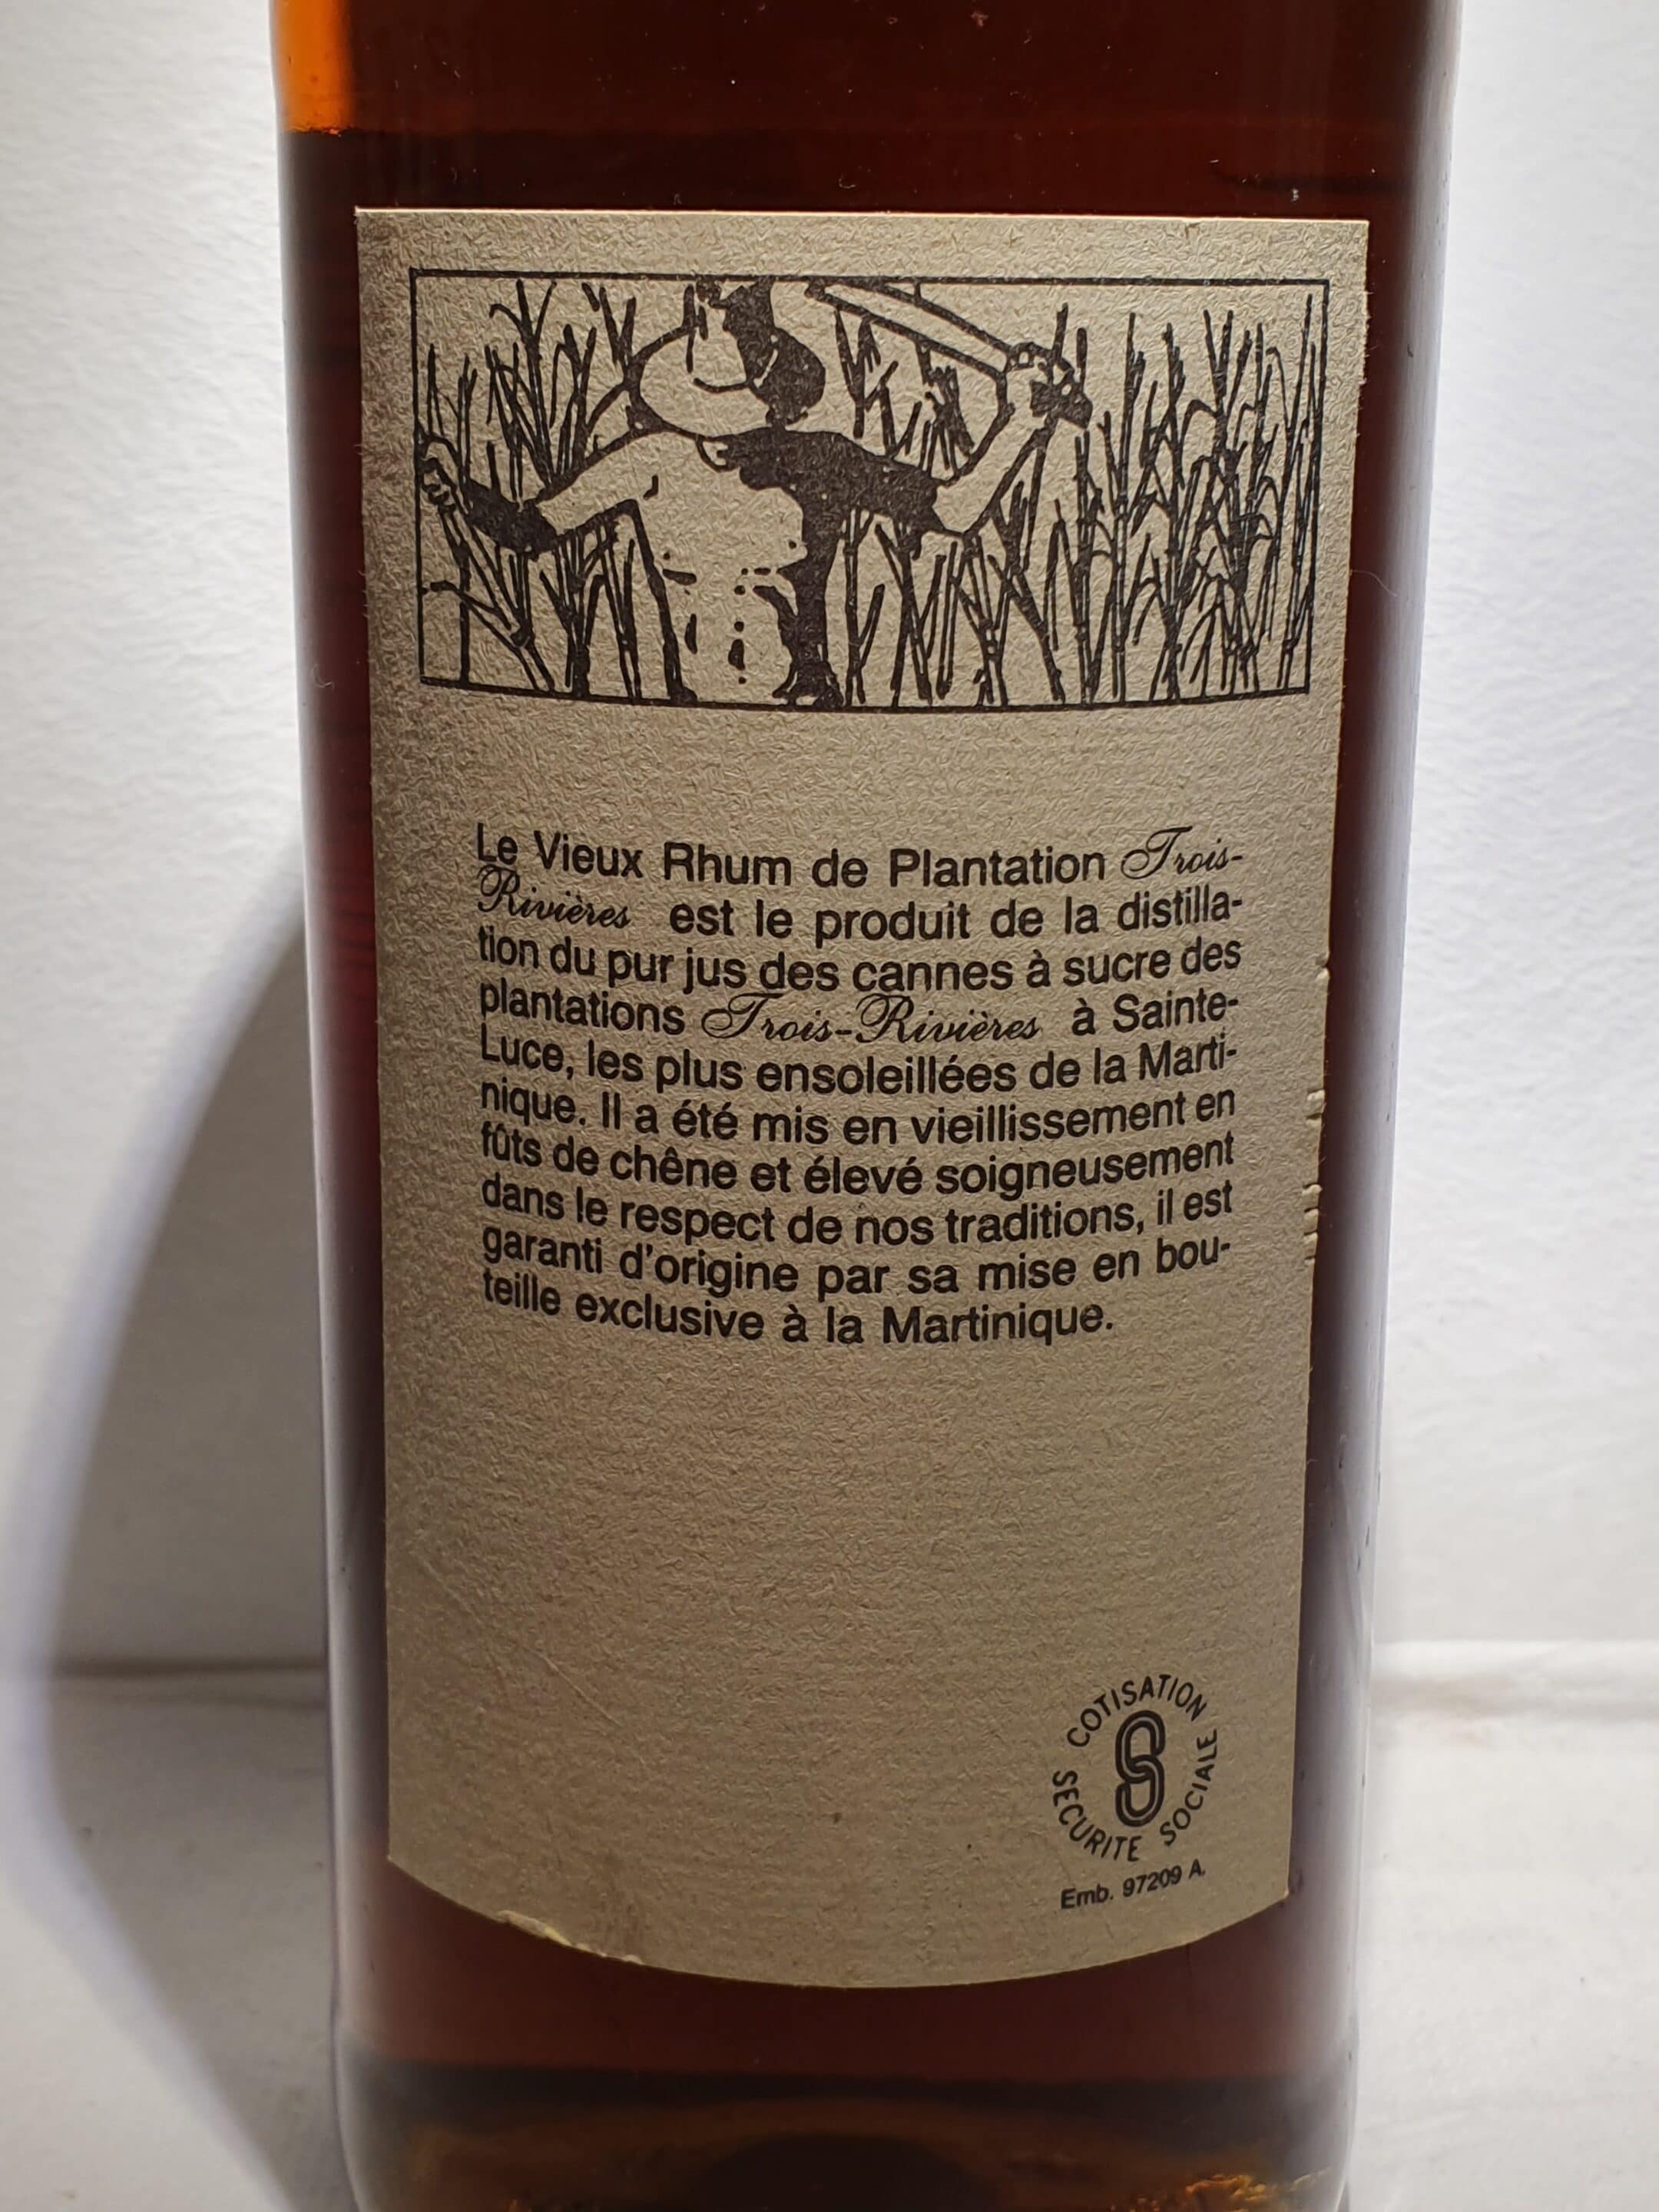 Le Vieux Rhum de Plantation Trois-
Rivières est le produit de la distilla-
tion du pur jus des cannes à sucre des
plantations Trois-Rivières à Sainte-
Luce, les plus ensoleillées de la Marti-
nique. Il a été mis en vieillissement en
fûts de chêne et élevé soigneusement
dans le respect de nos traditions, il est
garanti d'origine par sa mise en bou-
teille exclusive à la Martinique.
COTISATION
SECURITE SOCIALE
Emb. 97209 A.